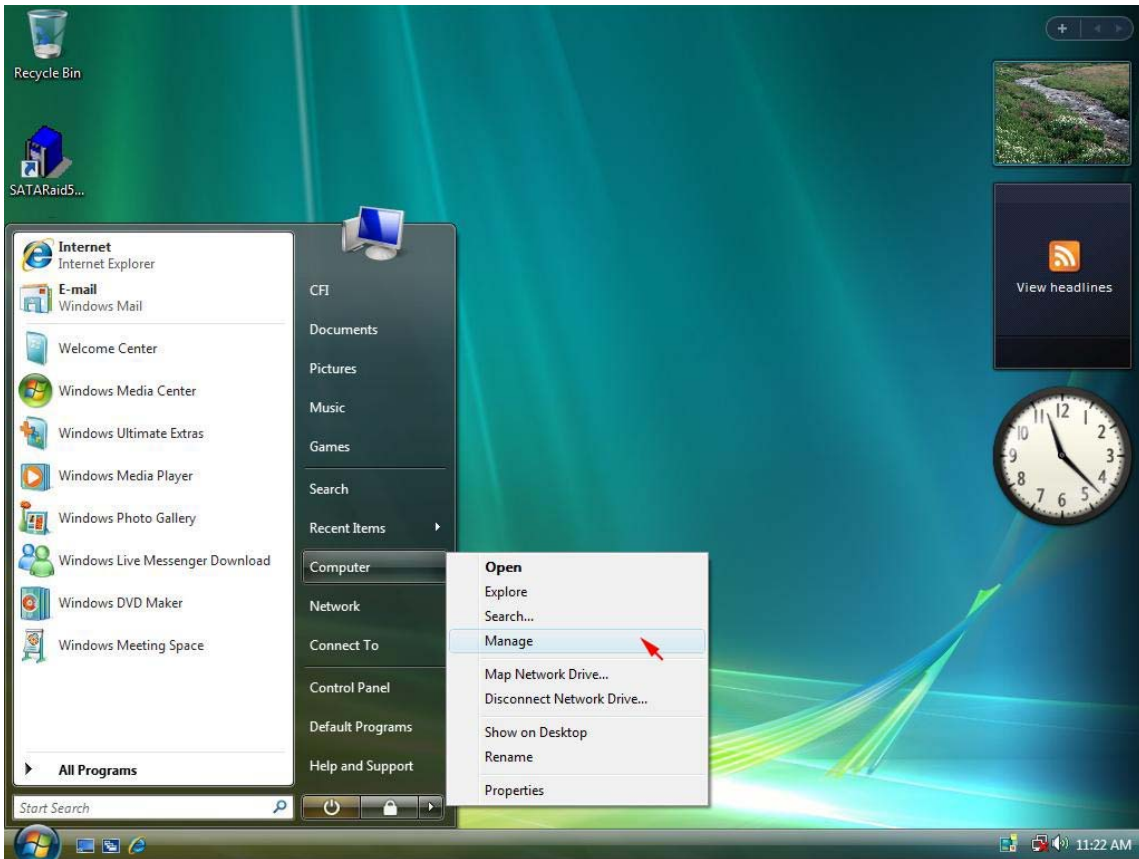 Recycle Bin
SATARaid5...
Internet
Internet Explorer
E-mail
Windows Mail
Welcome Center
Windows Media Center
Windows Ultimate Extras
Windows Media Player
Windows Photo Gallery
Windows Live Messenger Download
Windows DVD Maker
Windows Meeting Space
All Programs
Start Search
CFI
Documents
Pictures
Music
Games
Search
Recent Items
Computer
Network
Connect To
Control Panel
Default Programs
Help and Support
Open
Explore
Search...
Manage
Map Network Drive...
Disconnect Network Drive...
Show on Desktop
Rename
Properties
View headlines
11 12 1
10 2
9 3
8 4
7 6 5
11:22 AM